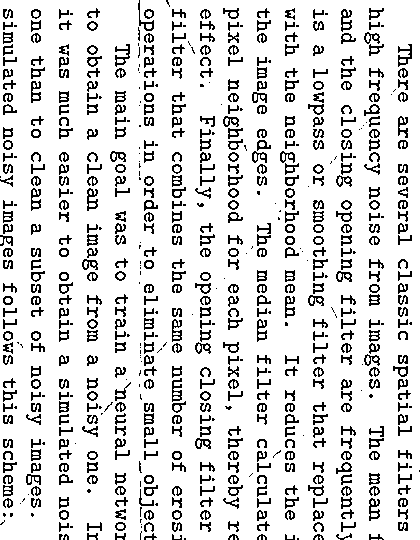 There are several classic spatial filters
high frequency noise from images. The mean f
and the closing opening filter are frequently
is a lowpass or smoothing filter that replace
with the neighborhood mean. It reduces the i
the image edges. The median filter calculate
pixel neighborhood for each pixel, thereby re
effect. Finally, the opening closing filter
filter that combines the same number of erosi
operations in order to eliminate small object
The main goal was to train a neural networ
to obtain a clean image from a noisy one. In
it was much easier to obtain a simulated nois
one than to clean a subset of noisy images.
simulated noisy images follows this scheme: